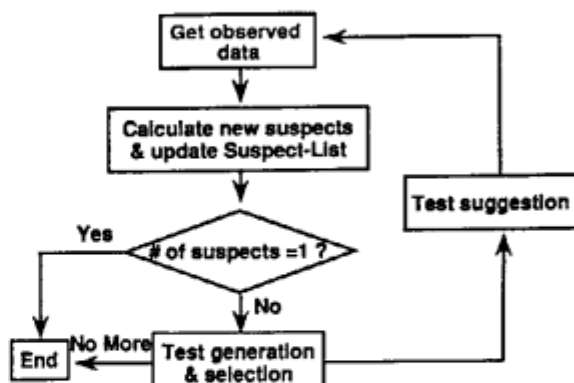 Get observed
data
Calculate new suspects
& update Suspect-List
Test suggestion
Yes
# of suspects =1 ?
No
No More
End
Test generation
& selection